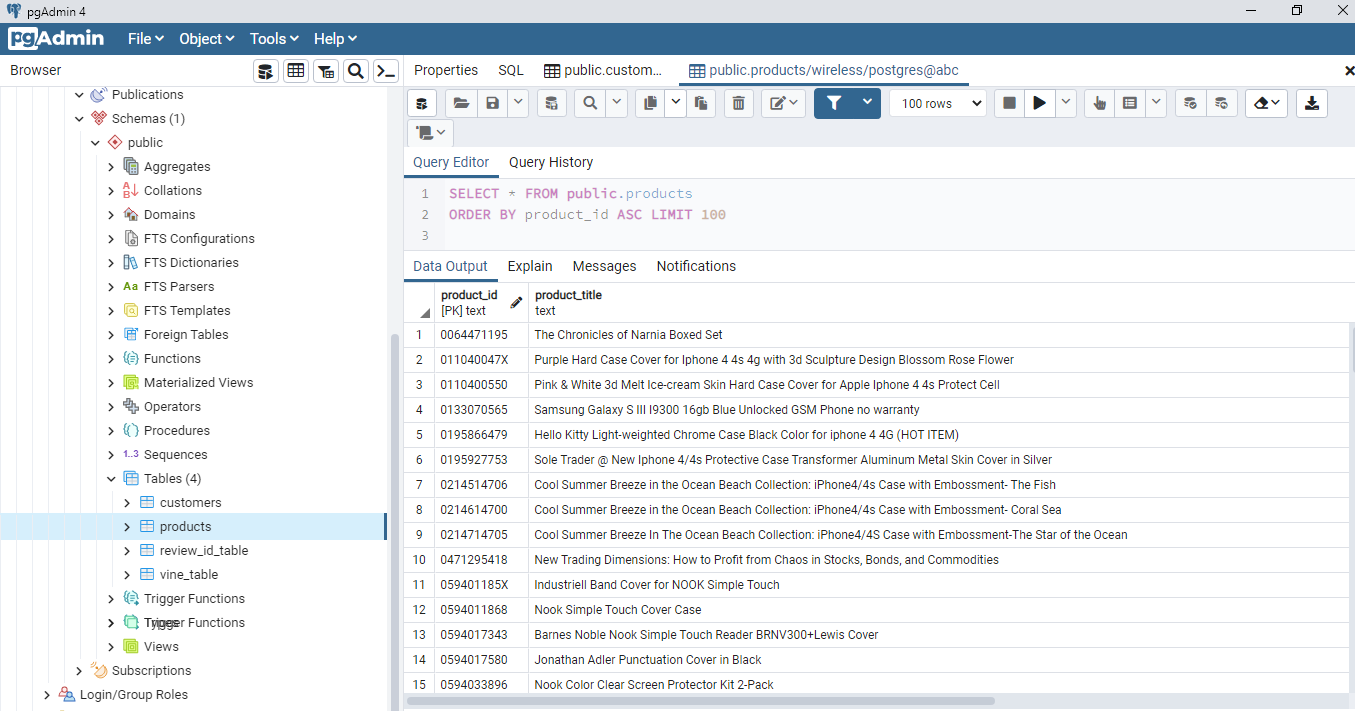 pgAdmin 4
pgAdmin File Object Tools Help
Browser
Properties SQL public.custom... public.products/wireless/postgres@abc
100 rows
Publications
Schemas (1)
public
Aggregates
Collations
Domains
FTS Configurations
FTS Dictionaries
Aa FTS Parsers
FTS Templates
Foreign Tables
Functions
Materialized Views
Operators
Procedures
1..3 Sequences
Tables (4)
customers
products
review_id_table
vine_table
Trigger Functions
Trigger Functions
Views
Subscriptions
Login/Group Roles
Query Editor Query History
1 SELECT * FROM public.products
2 ORDER BY product_id ASC LIMIT 100
3
Data Output Explain Messages Notifications
product_id product_title
[PK] text text
1 0064471195 The Chronicles of Narnia Boxed Set
2 011040047X Purple Hard Case Cover for Iphone 4 4s 4g with 3d Sculpture Design Blossom Rose Flower
3 0110400550 Pink & White 3d Melt Ice-cream Skin Hard Case Cover for Apple Iphone 4 4s Protect Cell
4 0133070565 Samsung Galaxy S III I9300 16gb Blue Unlocked GSM Phone no warranty
5 0195866479 Hello Kitty Light-weighted Chrome Case Black Color for iphone 4 4G (HOT ITEM)
6 0195927753 Sole Trader @ New Iphone 4/4s Protective Case Transformer Aluminum Metal Skin Cover in Silver
7 0214514706 Cool Summer Breeze in the Ocean Beach Collection: iPhone4/4s Case with Embossment- The Fish
8 0214614700 Cool Summer Breeze in the Ocean Beach Collection: iPhone4/4s Case with Embossment- Coral Sea
9 0214714705 Cool Summer Breeze In The Ocean Beach Collection: iPhone4/4S Case with Embossment-The Star of the Ocean
10 0471295418 New Trading Dimensions: How to Profit from Chaos in Stocks, Bonds, and Commodities
11 059401185X Industriell Band Cover for NOOK Simple Touch
12 0594011868 Nook Simple Touch Cover Case
13 0594017343 Barnes Noble Nook Simple Touch Reader BRNV300+Lewis Cover
14 0594017580 Jonathan Adler Punctuation Cover in Black
15 0594033896 Nook Color Clear Screen Protector Kit 2-Pack